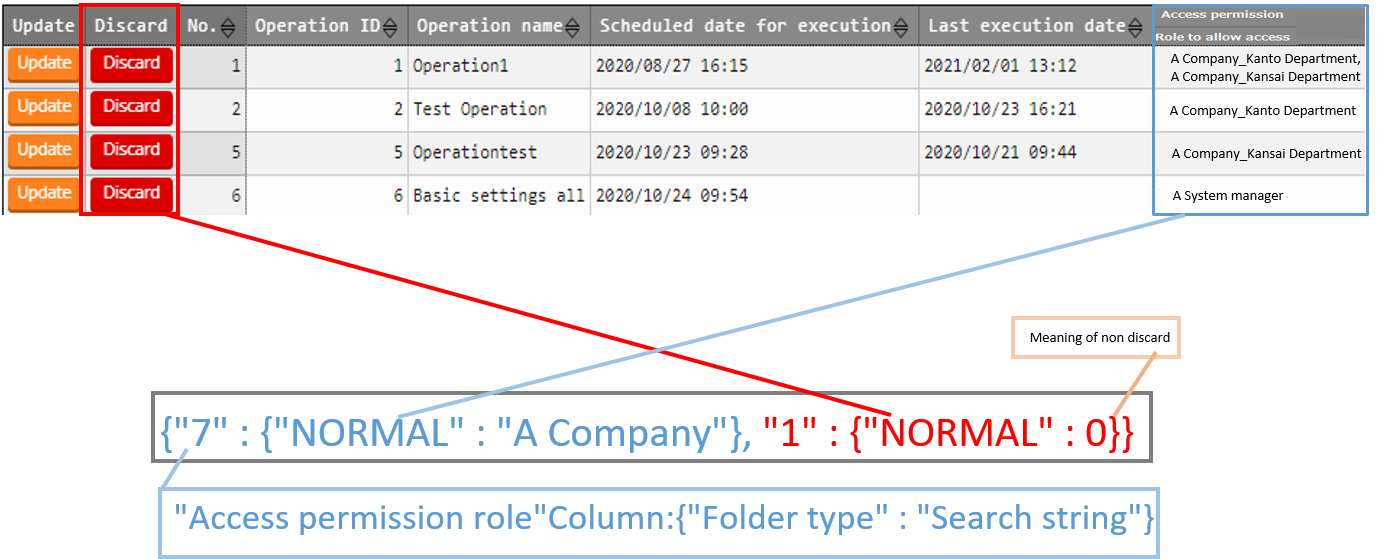 Update Discard No. Operation ID Operation name Scheduled date for execution Last execution date Access permission
Role to allow access
Update Discard 1 1 Operation1 2020/08/27 16:15 2021/02/01 13:12 A Company_Kanto Department,
A Company_Kansai Department
Update Discard 2 2 Test Operation 2020/10/08 10:00 2020/10/23 16:21 A Company_Kanto Department
Update Discard 5 5 Operationtest 2020/10/23 09:28 2020/10/21 09:44 A Company_Kansai Department
Update Discard 6 6 Basic settings all 2020/10/24 09:54 A System manager
Meaning of non discard
{"7" : {"NORMAL" : "A Company"}, "1" : {"NORMAL" : 0}}
"Access permission role"Column:{"Folder type" : "Search string"}